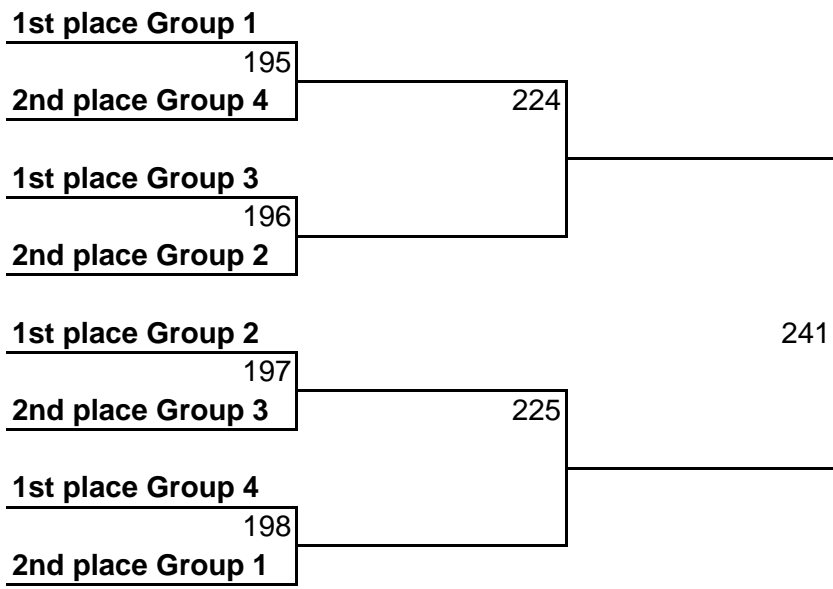 1st place Group 1
195
2nd place Group 4
224
1st place Group 3
196
2nd place Group 2
1st place Group 2
241
197
2nd place Group 3
225
1st place Group 4
198
2nd place Group 1